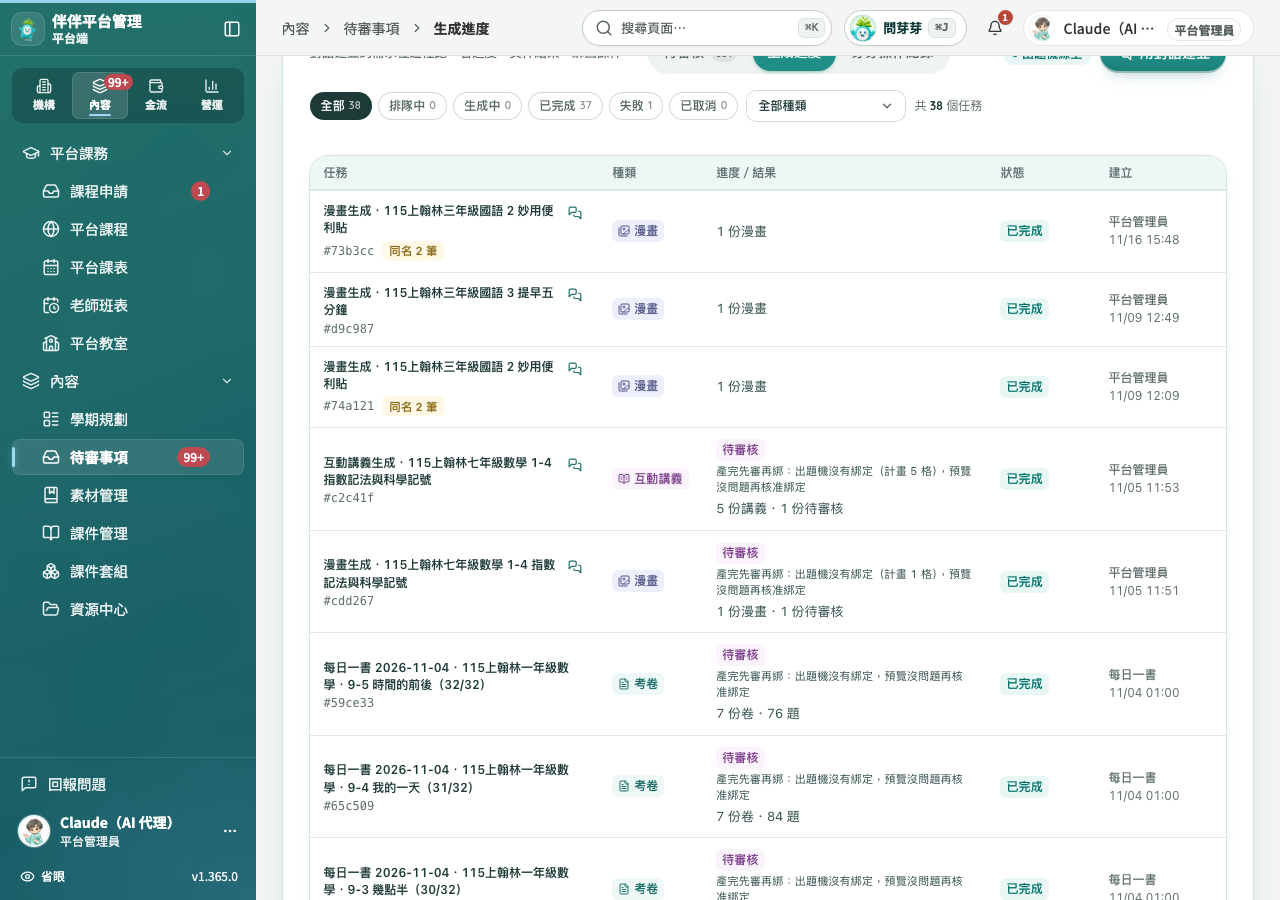 伴伴平台管理
平台端
機構
內容
99+
金流
營運
平台課務
課程申請
1
平台課程
平台課表
老師班表
平台教室
內容
學期規劃
待審事項
99+
素材管理
課件管理
課件套組
資源中心
回報問題
Claude（AI 代理）
平台管理員
省眼
v1.365.0
內容
待審事項
生成進度
搜尋頁面⋯
⌘K
問芽芽
⌘J
1
Claude（AI ⋯
平台管理員
全部 38
排隊中 0
生成中 0
已完成 37
失敗 1
已取消 0
全部種類
共 38 個任務
任務
種類
進度 / 結果
狀態
建立
漫畫生成 · 115上翰林三年級國語 2 妙用便
利貼
#73b3cc
同名 2 筆
漫畫
1 份漫畫
已完成
平台管理員
11/16 15:48
漫畫生成 · 115上翰林三年級國語 3 提早五
分鐘
#d9c987
漫畫
1 份漫畫
已完成
平台管理員
11/09 12:49
漫畫生成 · 115上翰林三年級國語 2 妙用便
利貼
#74a121
同名 2 筆
漫畫
1 份漫畫
已完成
平台管理員
11/09 12:09
互動講義生成 · 115上翰林七年級數學 1-4
指數記法與科學記號
#c2c41f
互動講義
待審核
產完先審再綁：出題機沒有綁定（計畫 5 格），預覽
沒問題再核准綁定
5 份講義 · 1 份待審核
已完成
平台管理員
11/05 11:53
漫畫生成 · 115上翰林七年級數學 1-4 指數
記法與科學記號
#cdd267
漫畫
待審核
產完先審再綁：出題機沒有綁定（計畫 1 格），預覽
沒問題再核准綁定
1 份漫畫 · 1 份待審核
已完成
平台管理員
11/05 11:51
每日一書 2026-11-04 · 115上翰林一年級數
學 · 9-5 時間的前後（32/32）
#59ce33
考卷
待審核
產完先審再綁：出題機沒有綁定，預覽沒問題再核
准綁定
7 份卷 · 76 題
已完成
每日一書
11/04 01:00
每日一書 2026-11-04 · 115上翰林一年級數
學 · 9-4 我的一天（31/32）
#65c509
考卷
待審核
產完先審再綁：出題機沒有綁定，預覽沒問題再核
准綁定
7 份卷 · 84 題
已完成
每日一書
11/04 01:00
每日一書 2026-11-04 · 115上翰林一年級數
學 · 9-3 幾點半（30/32）
考卷
待審核
產完先審再綁：出題機沒有綁定，預覽沒問題再核
准綁定
已完成
每日一書
11/04 01:00